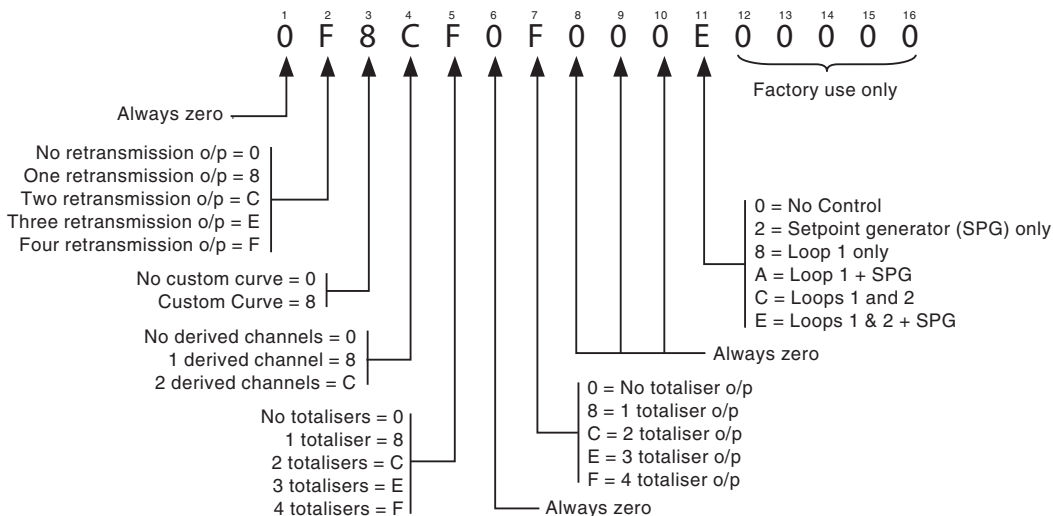 1 2 3 4 5 6 7 8 9 10 11 12 13 14 15 16
0 F 8 C F 0 F 0 0 0 E 0 0 0 0 0
Factory use only
Always zero
No retransmission o/p = 0
One retransmission o/p = 8
Two retransmission o/p = C
Three retransmission o/p = E
Four retransmission o/p = F
0 = No Control
2 = Setpoint generator (SPG) only
8 = Loop 1 only
A = Loop 1 + SPG
C = Loops 1 and 2
E = Loops 1 & 2 + SPG
No custom curve = 0
Custom Curve = 8
No derived channels = 0
1 derived channel = 8
2 derived channels = C
Always zero
No totalisers = 0
1 totaliser = 8
2 totalisers = C
3 totalisers = E
4 totalisers = F
0 = No totaliser o/p
8 = 1 totaliser o/p
C = 2 totaliser o/p
E = 3 totaliser o/p
F = 4 totaliser o/p
Always zero